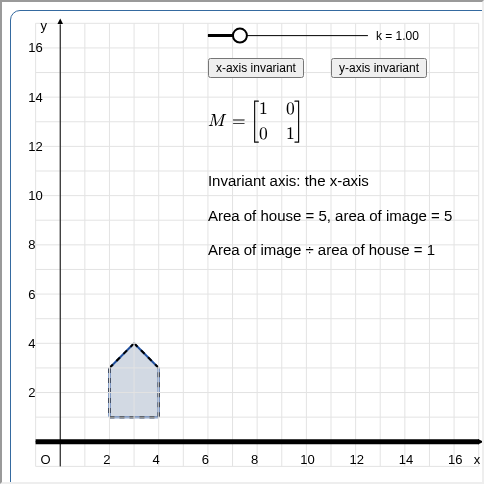 y
k = 1.00
16
x-axis invariant y-axis invariant
14
M = [1 0
0 1]
12
Invariant axis: the x-axis
10
Area of house = 5, area of image = 5
8
Area of image ÷ area of house = 1
6
4
2
O 2 4 6 8 10 12 14 16 x